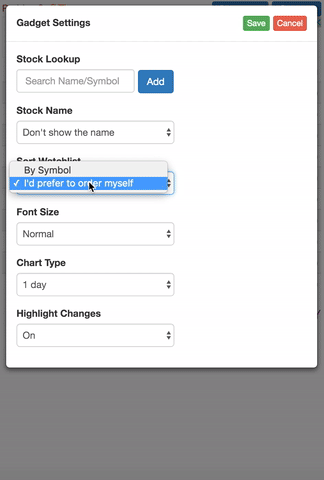 Gadget Settings
Save
Cancel
Stock Lookup
Search Name/Symbol
Add
Stock Name
Don't show the name
Sort Watchlist
By Symbol
✓ I'd prefer to order myself
Font Size
Normal
Chart Type
1 day
Highlight Changes
On